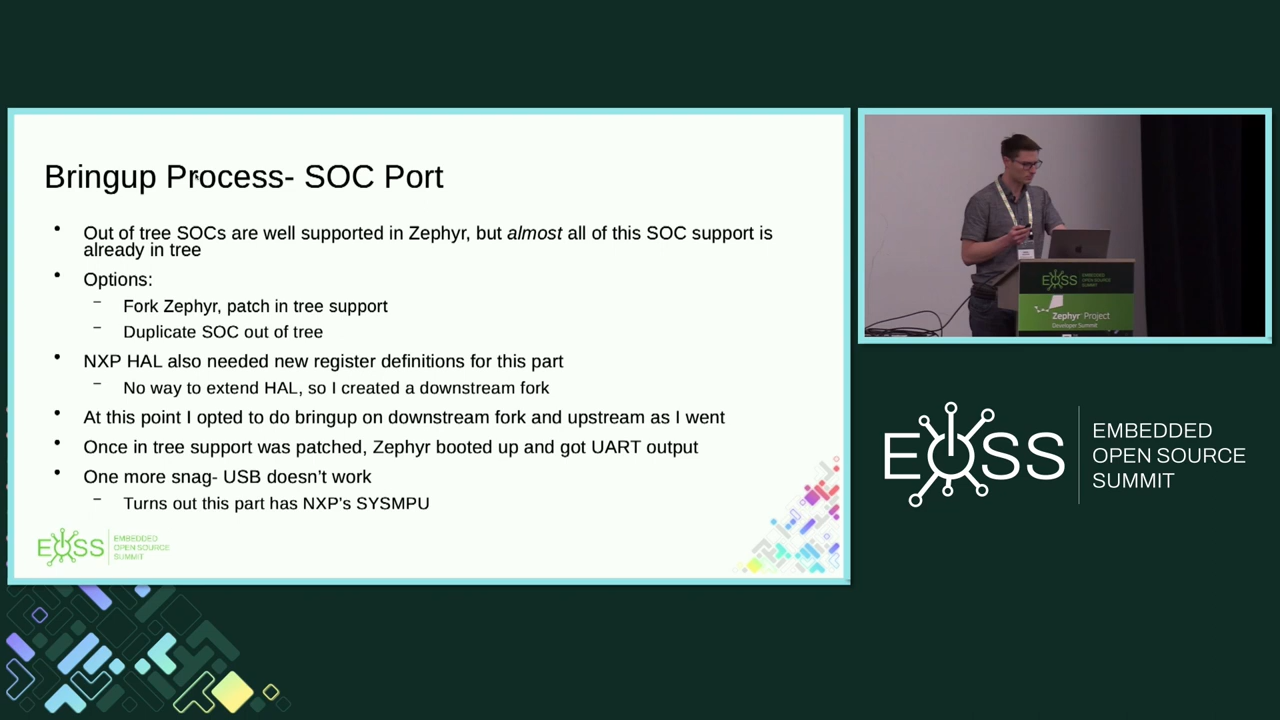 Bringup Process- SOC Port
• Out of tree SOCs are well supported in Zephyr, but almost all of this SOC support is
already in tree
• Options:
– Fork Zephyr, patch in tree support
– Duplicate SOC out of tree
• NXP HAL also needed new register definitions for this part
– No way to extend HAL, so I created a downstream fork
• At this point I opted to do bringup on downstream fork and upstream as I went
• Once in tree support was patched, Zephyr booted up and got UART output
• One more snag- USB doesn’t work
– Turns out this part has NXP’s SYSMPU
EOSS
EMBEDDED
OPEN SOURCE
SUMMIT
EOSS
EMBEDDED
OPEN SOURCE
SUMMIT
Zephyr Project
Developer Summit
EOSS
EMBEDDED
OPEN SOURCE
SUMMIT